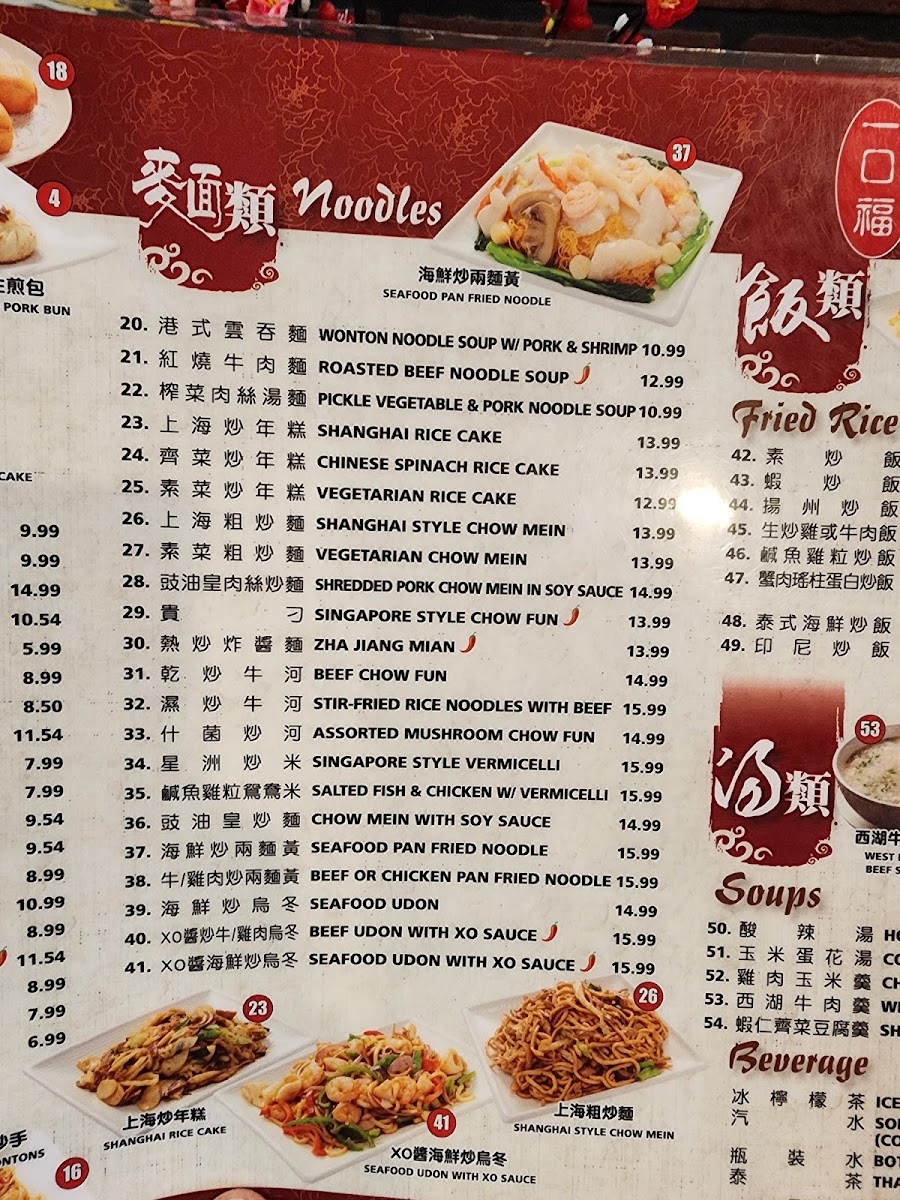 18
4
煎包
PORK BUN
CAKE
9.99
9.99
14.99
10.54
5.99
8.99
8.50
11.54
7.99
7.99
9.54
9.54
8.99
10.99
8.99
11.54
8.99
7.99
6.99
16
麥面類 Noodles
37
海鮮炒兩麵黃
SEAFOOD PAN FRIED NOODLE
20. 港式雲吞麵 WONTON NOODLE SOUP W/ PORK & SHRIMP 10.99
21. 紅燒牛肉麵 ROASTED BEEF NOODLE SOUP 12.99
22. 榨菜肉絲湯麵 PICKLE VEGETABLE & PORK NOODLE SOUP 10.99
23. 上海炒年糕 SHANGHAI RICE CAKE 13.99
24. 齊菜炒年糕 CHINESE SPINACH RICE CAKE 13.99
25. 素菜炒年糕 VEGETARIAN RICE CAKE 12.99
26. 上海粗炒麵 SHANGHAI STYLE CHOW MEIN 13.99
27. 素菜粗炒麵 VEGETARIAN CHOW MEIN 13.99
28. 豉油皇肉絲炒麵 SHREDDED PORK CHOW MEIN IN SOY SAUCE 14.99
29. 貴刁 SINGAPORE STYLE CHOW FUN 13.99
30. 熱炒炸醬麵 ZHA JIANG MIAN 13.99
31. 乾炒牛河 BEEF CHOW FUN 14.99
32. 濕炒牛河 STIR-FRIED RICE NOODLES WITH BEEF 15.99
33. 什菌炒河 ASSORTED MUSHROOM CHOW FUN 14.99
34. 星洲炒米 SINGAPORE STYLE VERMICELLI 15.99
35. 鹹魚雞粒鴛鴦米 SALTED FISH & CHICKEN W/ VERMICELLI 15.99
36. 豉油皇炒麵 CHOW MEIN WITH SOY SAUCE 14.99
37. 海鮮炒兩麵黃 SEAFOOD PAN FRIED NOODLE 15.99
38. 牛/雞肉炒兩麵黃 BEEF OR CHICKEN PAN FRIED NOODLE 15.99
39. 海鮮炒烏冬 SEAFOOD UDON 14.99
40. XO醬炒牛/雞肉烏冬 BEEF UDON WITH XO SAUCE 15.99
41. XO醬海鮮炒烏冬 SEAFOOD UDON WITH XO SAUCE 15.99
23
上海炒年糕
SHANGHAI RICE CAKE
41
XO醬海鮮炒烏冬
SEAFOOD UDON WITH XO SAUCE
26
上海粗炒麵
SHANGHAI STYLE CHOW MEIN
一口福
飯類
Fried Rice
42. 素炒飯
43. 蝦炒飯
44. 揚州炒飯
45. 生炒雞或牛肉飯
46. 鹹魚雞粒炒飯
47. 蟹肉瑤柱蛋白炒飯
48. 泰式海鮮炒飯
49. 印尼炒飯
湯類
Soups
53
西湖牛
WEST
BEEF S
50. 酸辣湯 HO
51. 玉米蛋花湯 CO
52. 雞肉玉米羹 CH
53. 西湖牛肉羹 WE
54. 蝦仁薺菜豆腐羹 SH
Beverage
冰檸檬茶 ICE
汽水 SO
(CO
瓶裝水 BOT
泰茶 THA